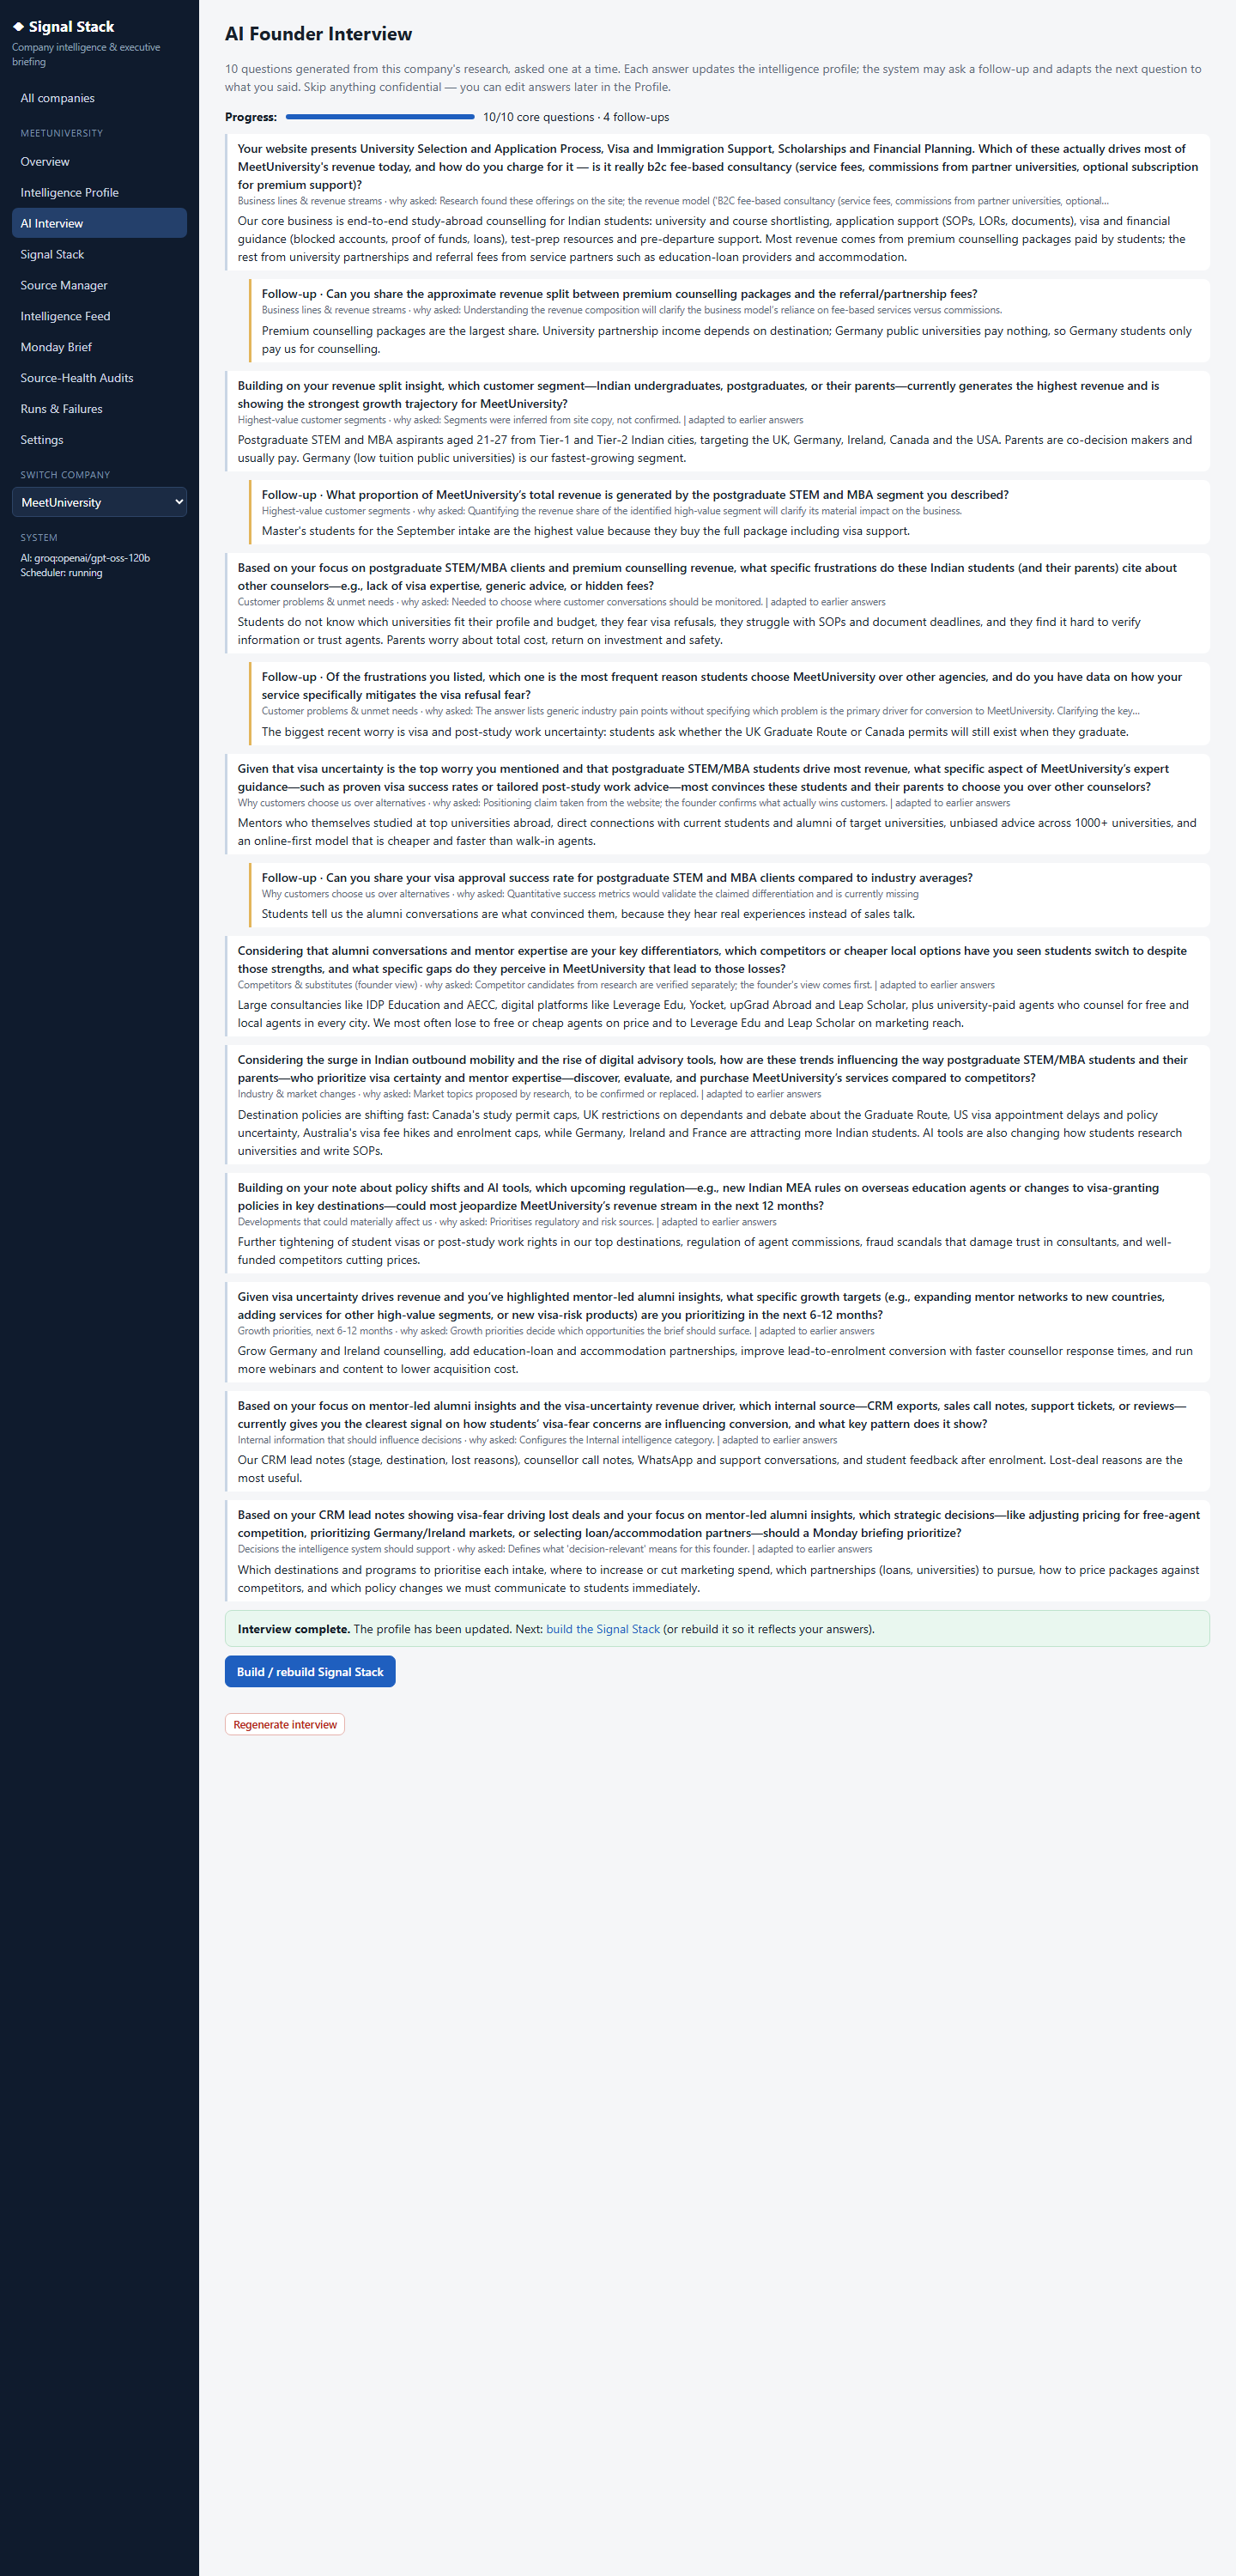 ◆ Signal Stack
Company intelligence & executive
briefing
All companies
MEETUNIVERSITY
Overview
Intelligence Profile
AI Interview
Signal Stack
Source Manager
Intelligence Feed
Monday Brief
Source-Health Audits
Runs & Failures
Settings
SWITCH COMPANY
MeetUniversity
SYSTEM
AI: groq:openai/gpt-oss-120b
Scheduler: running
AI Founder Interview
10 questions generated from this company's research, asked one at a time. Each answer updates the intelligence profile; the system may ask a follow-up and adapts the next question to
what you said. Skip anything confidential — you can edit answers later in the Profile.
Progress: 10/10 core questions · 4 follow-ups
Your website presents University Selection and Application Process, Visa and Immigration Support, Scholarships and Financial Planning. Which of these actually drives most of
MeetUniversity's revenue today, and how do you charge for it — is it really b2c fee-based consultancy (service fees, commissions from partner universities, optional subscription
for premium support)?
Business lines & revenue streams · why asked: Research found these offerings on the site; the revenue model ('B2C fee-based consultancy (service fees, commissions from partner universities, optional...
Our core business is end-to-end study-abroad counselling for Indian students: university and course shortlisting, application support (SOPs, LORs, documents), visa and financial
guidance (blocked accounts, proof of funds, loans), test-prep resources and pre-departure support. Most revenue comes from premium counselling packages paid by students; the
rest from university partnerships and referral fees from service partners such as education-loan providers and accommodation.
Follow-up · Can you share the approximate revenue split between premium counselling packages and the referral/partnership fees?
Business lines & revenue streams · why asked: Understanding the revenue composition will clarify the business model's reliance on fee-based services versus commissions.
Premium counselling packages are the largest share. University partnership income depends on destination; Germany public universities pay nothing, so Germany students only
pay us for counselling.
Building on your revenue split insight, which customer segment—Indian undergraduates, postgraduates, or their parents—currently generates the highest revenue and is
showing the strongest growth trajectory for MeetUniversity?
Highest-value customer segments · why asked: Segments were inferred from site copy, not confirmed. | adapted to earlier answers
Postgraduate STEM and MBA aspirants aged 21-27 from Tier-1 and Tier-2 Indian cities, targeting the UK, Germany, Ireland, Canada and the USA. Parents are co-decision makers and
usually pay. Germany (low tuition public universities) is our fastest-growing segment.
Follow-up · What proportion of MeetUniversity's total revenue is generated by the postgraduate STEM and MBA segment you described?
Highest-value customer segments · why asked: Quantifying the revenue share of the identified high-value segment will clarify its material impact on the business.
Master's students for the September intake are the highest value because they buy the full package including visa support.
Based on your focus on postgraduate STEM/MBA clients and premium counselling revenue, what specific frustrations do these Indian students (and their parents) cite about
other counselors—e.g., lack of visa expertise, generic advice, or hidden fees?
Customer problems & unmet needs · why asked: Needed to choose where customer conversations should be monitored. | adapted to earlier answers
Students do not know which universities fit their profile and budget, they fear visa refusals, they struggle with SOPs and document deadlines, and they find it hard to verify
information or trust agents. Parents worry about total cost, return on investment and safety.
Follow-up · Of the frustrations you listed, which one is the most frequent reason students choose MeetUniversity over other agencies, and do you have data on how your
service specifically mitigates the visa refusal fear?
Customer problems & unmet needs · why asked: The answer lists generic industry pain points without specifying which problem is the primary driver for conversion to MeetUniversity. Clarifying the key...
The biggest recent worry is visa and post-study work uncertainty: students ask whether the UK Graduate Route or Canada permits will still exist when they graduate.
Given that visa uncertainty is the top worry you mentioned and that postgraduate STEM/MBA students drive most revenue, what specific aspect of MeetUniversity's expert
guidance—such as proven visa success rates or tailored post-study work advice—most convinces these students and their parents to choose you over other counselors?
Why customers choose us over alternatives · why asked: Positioning claim taken from the website; the founder confirms what actually wins customers. | adapted to earlier answers
Mentors who themselves studied at top universities abroad, direct connections with current students and alumni of target universities, unbiased advice across 1000+ universities, and
an online-first model that is cheaper and faster than walk-in agents.
Follow-up · Can you share your visa approval success rate for postgraduate STEM and MBA clients compared to industry averages?
Why customers choose us over alternatives · why asked: Quantitative success metrics would validate the claimed differentiation and is currently missing
Students tell us the alumni conversations are what convinced them, because they hear real experiences instead of sales talk.
Considering that alumni conversations and mentor expertise are your key differentiators, which competitors or cheaper local options have you seen students switch to despite
those strengths, and what specific gaps do they perceive in MeetUniversity that lead to those losses?
Competitors & substitutes (founder view) · why asked: Competitor candidates from research are verified separately; the founder's view comes first. | adapted to earlier answers
Large consultancies like IDP Education and AECC, digital platforms like Leverage Edu, Yocket, upGrad Abroad and Leap Scholar, plus university-paid agents who counsel for free and
local agents in every city. We most often lose to free or cheap agents on price and to Leverage Edu and Leap Scholar on marketing reach.
Considering the surge in Indian outbound mobility and the rise of digital advisory tools, how are these trends influencing the way postgraduate STEM/MBA students and their
parents—who prioritize visa certainty and mentor expertise—discover, evaluate, and purchase MeetUniversity's services compared to competitors?
Industry & market changes · why asked: Market topics proposed by research, to be confirmed or replaced. | adapted to earlier answers
Destination policies are shifting fast: Canada's study permit caps, UK restrictions on dependants and debate about the Graduate Route, US visa appointment delays and policy
uncertainty, Australia's visa fee hikes and enrolment caps, while Germany, Ireland and France are attracting more Indian students. AI tools are also changing how students research
universities and write SOPs.
Building on your note about policy shifts and AI tools, which upcoming regulation—e.g., new Indian MEA rules on overseas education agents or changes to visa-granting
policies in key destinations—could most jeopardize MeetUniversity's revenue stream in the next 12 months?
Developments that could materially affect us · why asked: Prioritises regulatory and risk sources. | adapted to earlier answers
Further tightening of student visas or post-study work rights in our top destinations, regulation of agent commissions, fraud scandals that damage trust in consultants, and well-
funded competitors cutting prices.
Given visa uncertainty drives revenue and you've highlighted mentor-led alumni insights, what specific growth targets (e.g., expanding mentor networks to new countries,
adding services for other high-value segments, or new visa-risk products) are you prioritizing in the next 6-12 months?
Growth priorities, next 6-12 months · why asked: Growth priorities decide which opportunities the brief should surface. | adapted to earlier answers
Grow Germany and Ireland counselling, add education-loan and accommodation partnerships, improve lead-to-enrolment conversion with faster counsellor response times, and run
more webinars and content to lower acquisition cost.
Based on your focus on mentor-led alumni insights and the visa-uncertainty revenue driver, which internal source—CRM exports, sales call notes, support tickets, or reviews—
currently gives you the clearest signal on how students' visa-fear concerns are influencing conversion, and what key pattern does it show?
Internal information that should influence decisions · why asked: Configures the Internal intelligence category. | adapted to earlier answers
Our CRM lead notes (stage, destination, lost reasons), counsellor call notes, WhatsApp and support conversations, and student feedback after enrolment. Lost-deal reasons are the
most useful.
Based on your CRM lead notes showing visa-fear driving lost deals and your focus on mentor-led alumni insights, which strategic decisions—like adjusting pricing for free-agent
competition, prioritizing Germany/Ireland markets, or selecting loan/accommodation partners—should a Monday briefing prioritize?
Decisions the intelligence system should support · why asked: Defines what 'decision-relevant' means for this founder. | adapted to earlier answers
Which destinations and programs to prioritise each intake, where to increase or cut marketing spend, which partnerships (loans, universities) to pursue, how to price packages against
competitors, and which policy changes we must communicate to students immediately.
Interview complete. The profile has been updated. Next: build the Signal Stack (or rebuild it so it reflects your answers).
Build / rebuild Signal Stack
Regenerate interview